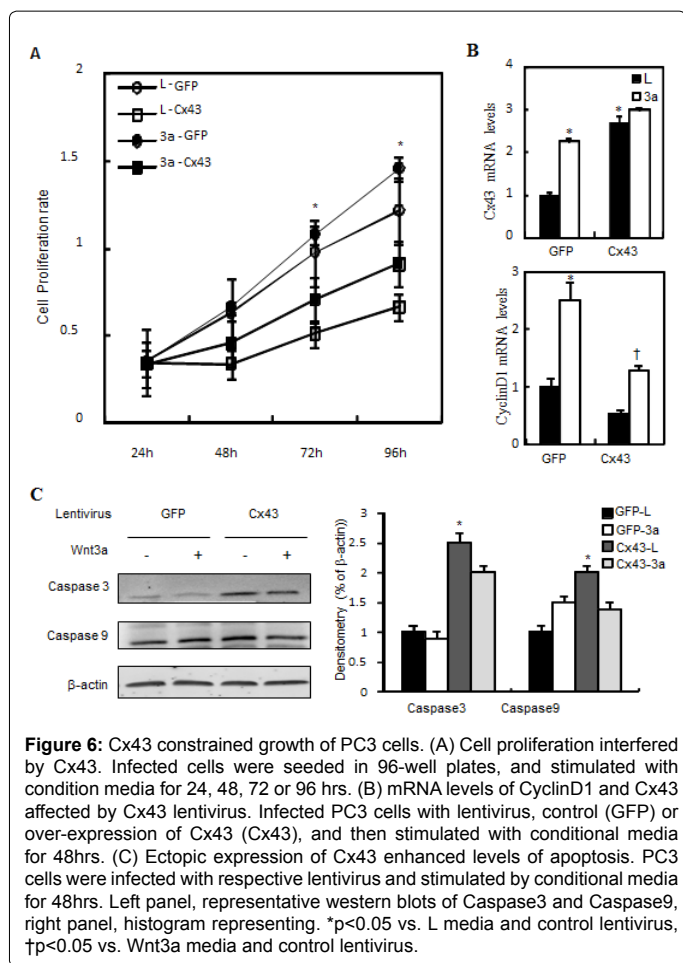 A
2
L-GFP
L-Cx43
3a-GFP
3a-Cx43
*
*
1.5
1
0.5
0
Cell Proliferation rate
24h 48h 72h 96h
B
L
3a
4
3
2
1
0
Cx43 mRNA levels
*
*
GFP Cx43
3
2
1
0
CyclinD1 mRNA levels
*
†
GFP Cx43
C
Lentivirus GFP Cx43
Wnt3a - + - +
Caspase 3
Caspase 9
β-actin
3
2.5
2
1.5
1
0.5
0
Densitometry (% of β-actin))
*
*
GFP-L
GFP-3a
Cx43-L
Cx43-3a
Caspase3 Caspase9
Figure 6: Cx43 constrained growth of PC3 cells. (A) Cell proliferation interfered
by Cx43. Infected cells were seeded in 96-well plates, and stimulated with
condition media for 24, 48, 72 or 96 hrs. (B) mRNA levels of CyclinD1 and Cx43
affected by Cx43 lentivirus. Infected PC3 cells with lentivirus, control (GFP) or
over-expression of Cx43 (Cx43), and then stimulated with conditional media
for 48hrs. (C) Ectopic expression of Cx43 enhanced levels of apoptosis. PC3
cells were infected with respective lentivirus and stimulated by conditional media
for 48hrs. Left panel, representative western blots of Caspase3 and Caspase9,
right panel, histogram representing. *p<0.05 vs. L media and control lentivirus,
†p<0.05 vs. Wnt3a media and control lentivirus.